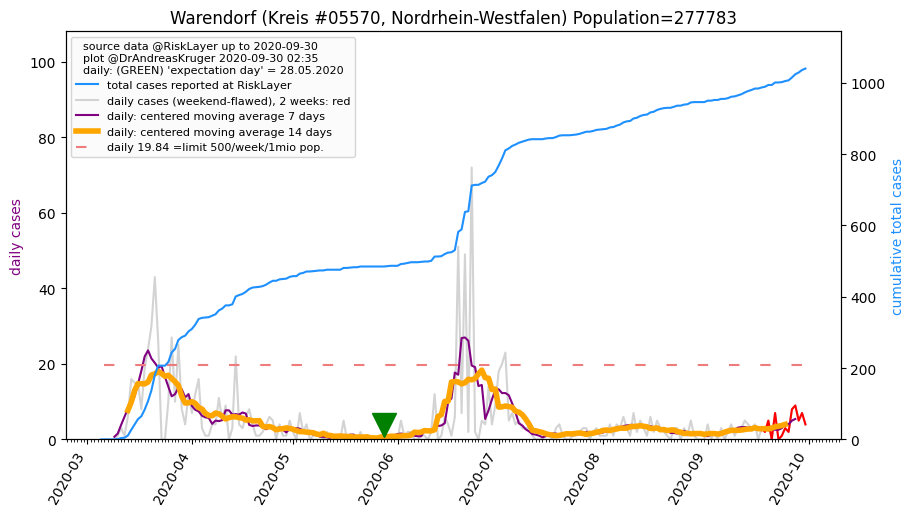 Warendorf (Kreis #05570, Nordrhein-Westfalen) Population=277783
source data @RiskLayer up to 2020-09-30
plot @DrAndreasKruger 2020-09-30 02:35
daily: (GREEN) 'expectation day' = 28.05.2020
total cases reported at RiskLayer
daily cases (weekend-flawed), 2 weeks: red
daily: centered moving average 7 days
daily: centered moving average 14 days
daily 19.84 =limit 500/week/1mio pop.
daily cases
100
80
60
40
20
0
1000
800
600
400
200
0
cumulative total cases
2020-03
2020-04
2020-05
2020-06
2020-07
2020-08
2020-09
2020-10